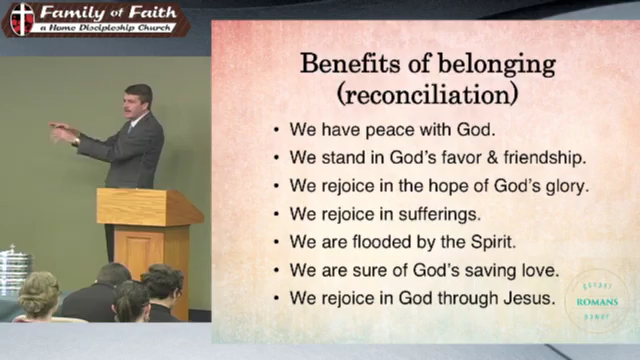 Family of Faith
a Home Discipleship Church
Benefits of belonging
(reconciliation)
• We have peace with God.
• We stand in God's favor & friendship.
• We rejoice in the hope of God's glory.
• We rejoice in sufferings.
• We are flooded by the Spirit.
• We are sure of God's saving love.
• We rejoice in God through Jesus.
ROMANS